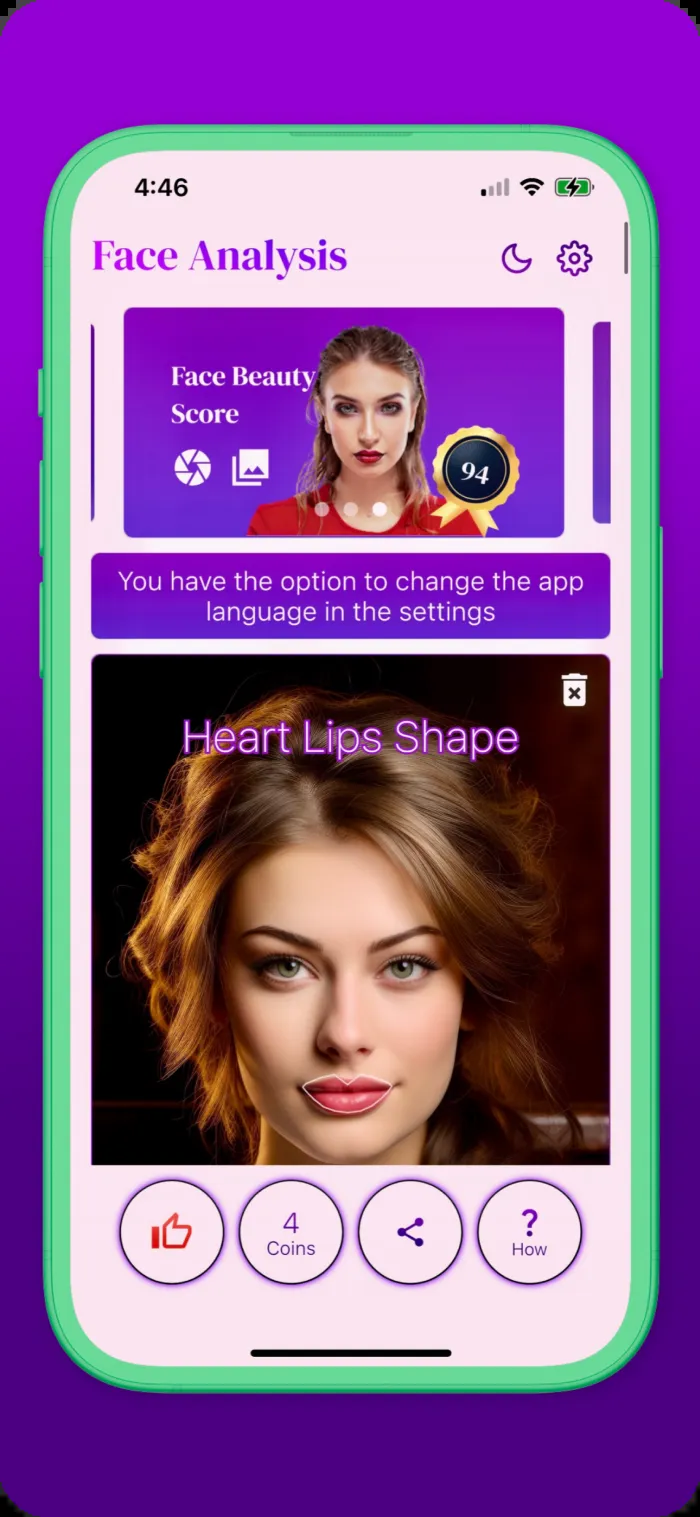 4:46
Face Analysis
Face Beauty
Score
94
You have the option to change the app
language in the settings
Heart Lips Shape
4
Coins
?
How